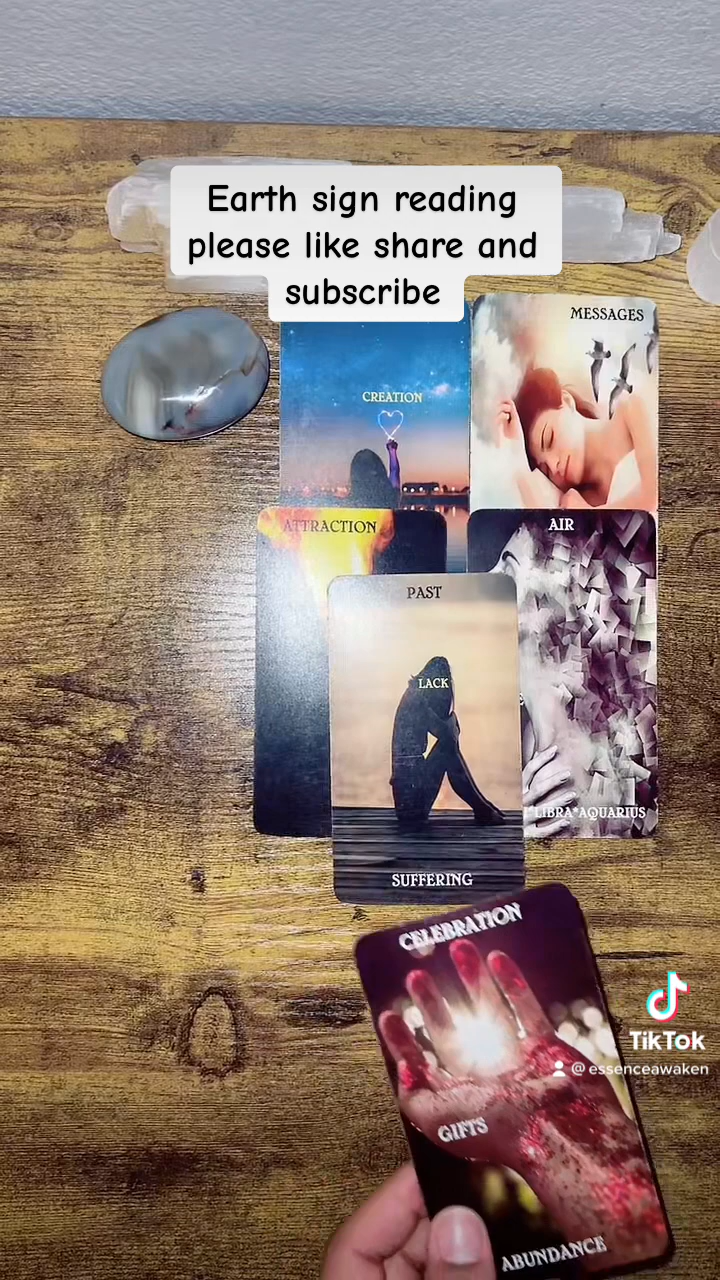 Earth sign reading
please like share and
subscribe
MESSAGES
CREATION
ATTRACTION
AIR
PAST
LACK
LIBRA*AQUARIUS
SUFFERING
CELEBRATION
GIFTS
ABUNDANCE
TikTok
@essenceawaken